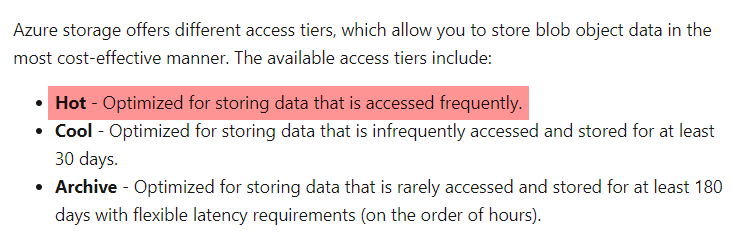 Azure storage offers different access tiers, which allow you to store blob object data in the
most cost-effective manner. The available access tiers include:
• Hot - Optimized for storing data that is accessed frequently.
• Cool - Optimized for storing data that is infrequently accessed and stored for at least
30 days.
• Archive - Optimized for storing data that is rarely accessed and stored for at least 180
days with flexible latency requirements (on the order of hours).